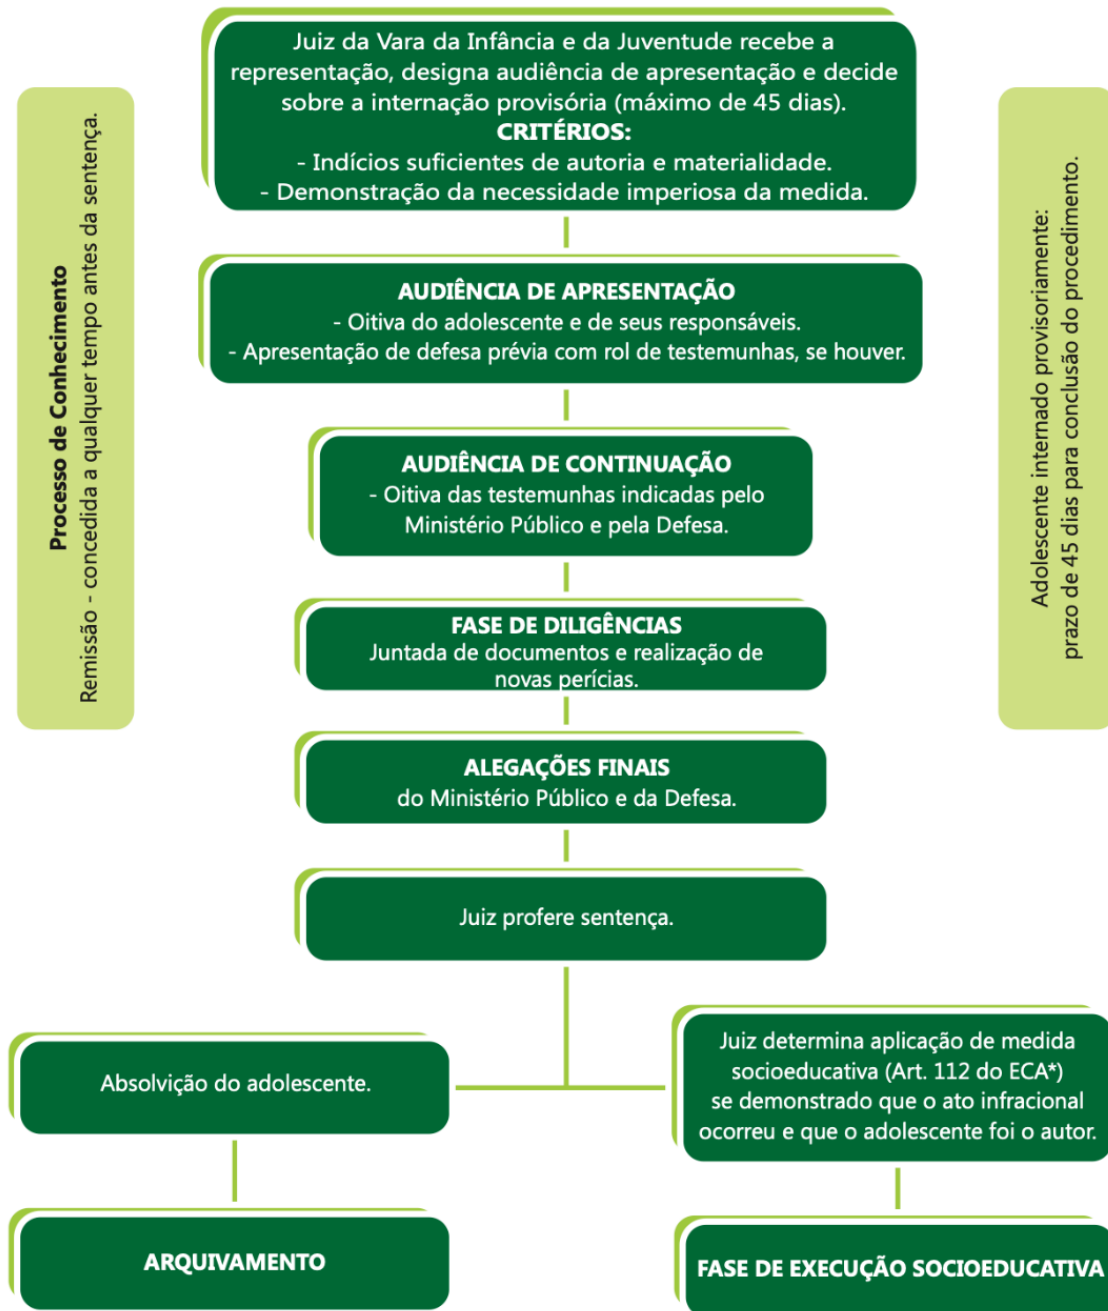 Juiz da Vara da Infância e da Juventude recebe a
representação, designa audiência de apresentação e decide
sobre a internação provisória (máximo de 45 dias).
CRITÉRIOS:
- Indícios suficientes de autoria e materialidade.
- Demonstração da necessidade imperiosa da medida.
Processo de Conhecimento
Remissão - concedida a qualquer tempo antes da sentença.
Adolescente internado provisoriamente:
prazo de 45 dias para conclusão do procedimento.
AUDIÊNCIA DE APRESENTAÇÃO
- Oitiva do adolescente e de seus responsáveis.
- Apresentação de defesa prévia com rol de testemunhas, se houver.
AUDIÊNCIA DE CONTINUAÇÃO
- Oitiva das testemunhas indicadas pelo
Ministério Público e pela Defesa.
FASE DE DILIGÊNCIAS
Juntada de documentos e realização de
novas perícias.
ALEGAÇÕES FINAIS
do Ministério Público e da Defesa.
Juiz profere sentença.
Absolvição do adolescente.
Juiz determina aplicação de medida
socioeducativa (Art. 112 do ECA*)
se demonstrado que o ato infracional
ocorreu e que o adolescente foi o autor.
ARQUIVAMENTO
FASE DE EXECUÇÃO SOCIOEDUCATIVA